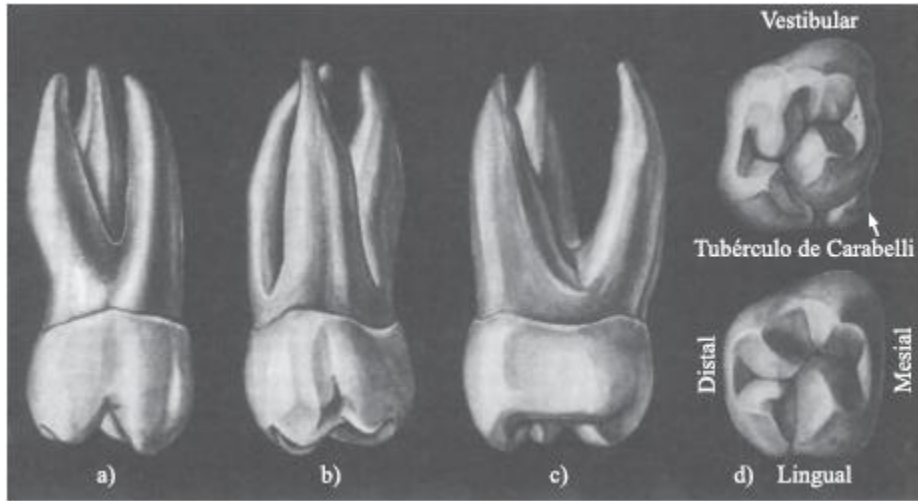 Vestibular
Tubérculo de Carabelli
Distal
Mesial
a)
b)
c)
d)
Lingual